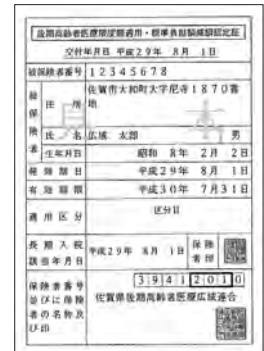 後期高齢者医療限度額適用・標準負担額減額認定証
交付年月日 平成29年 8月 1日
被保険者番号 12345678
被保険者
住所 佐賀市大和町大字尼寺1870番地
氏名 広域 太郎 男
生年月日 昭和 8年 2月 2日
発効期日 平成29年 8月 1日
有効期限 平成30年 7月31日
適用区分 区分Ⅱ
長期入院該当年月日 平成29年 8月 1日 保険者印
保険者番号並びに保険者の名称及び印
39412010
佐賀県後期高齢者医療広域連合